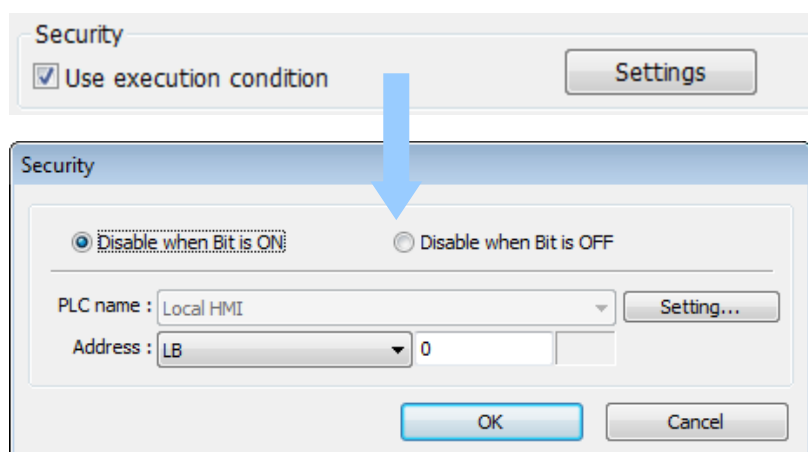 Security
Use execution condition Settings
Security
Disable when Bit is ON Disable when Bit is OFF
PLC name : Local HMI Setting...
Address : LB 0
OK Cancel